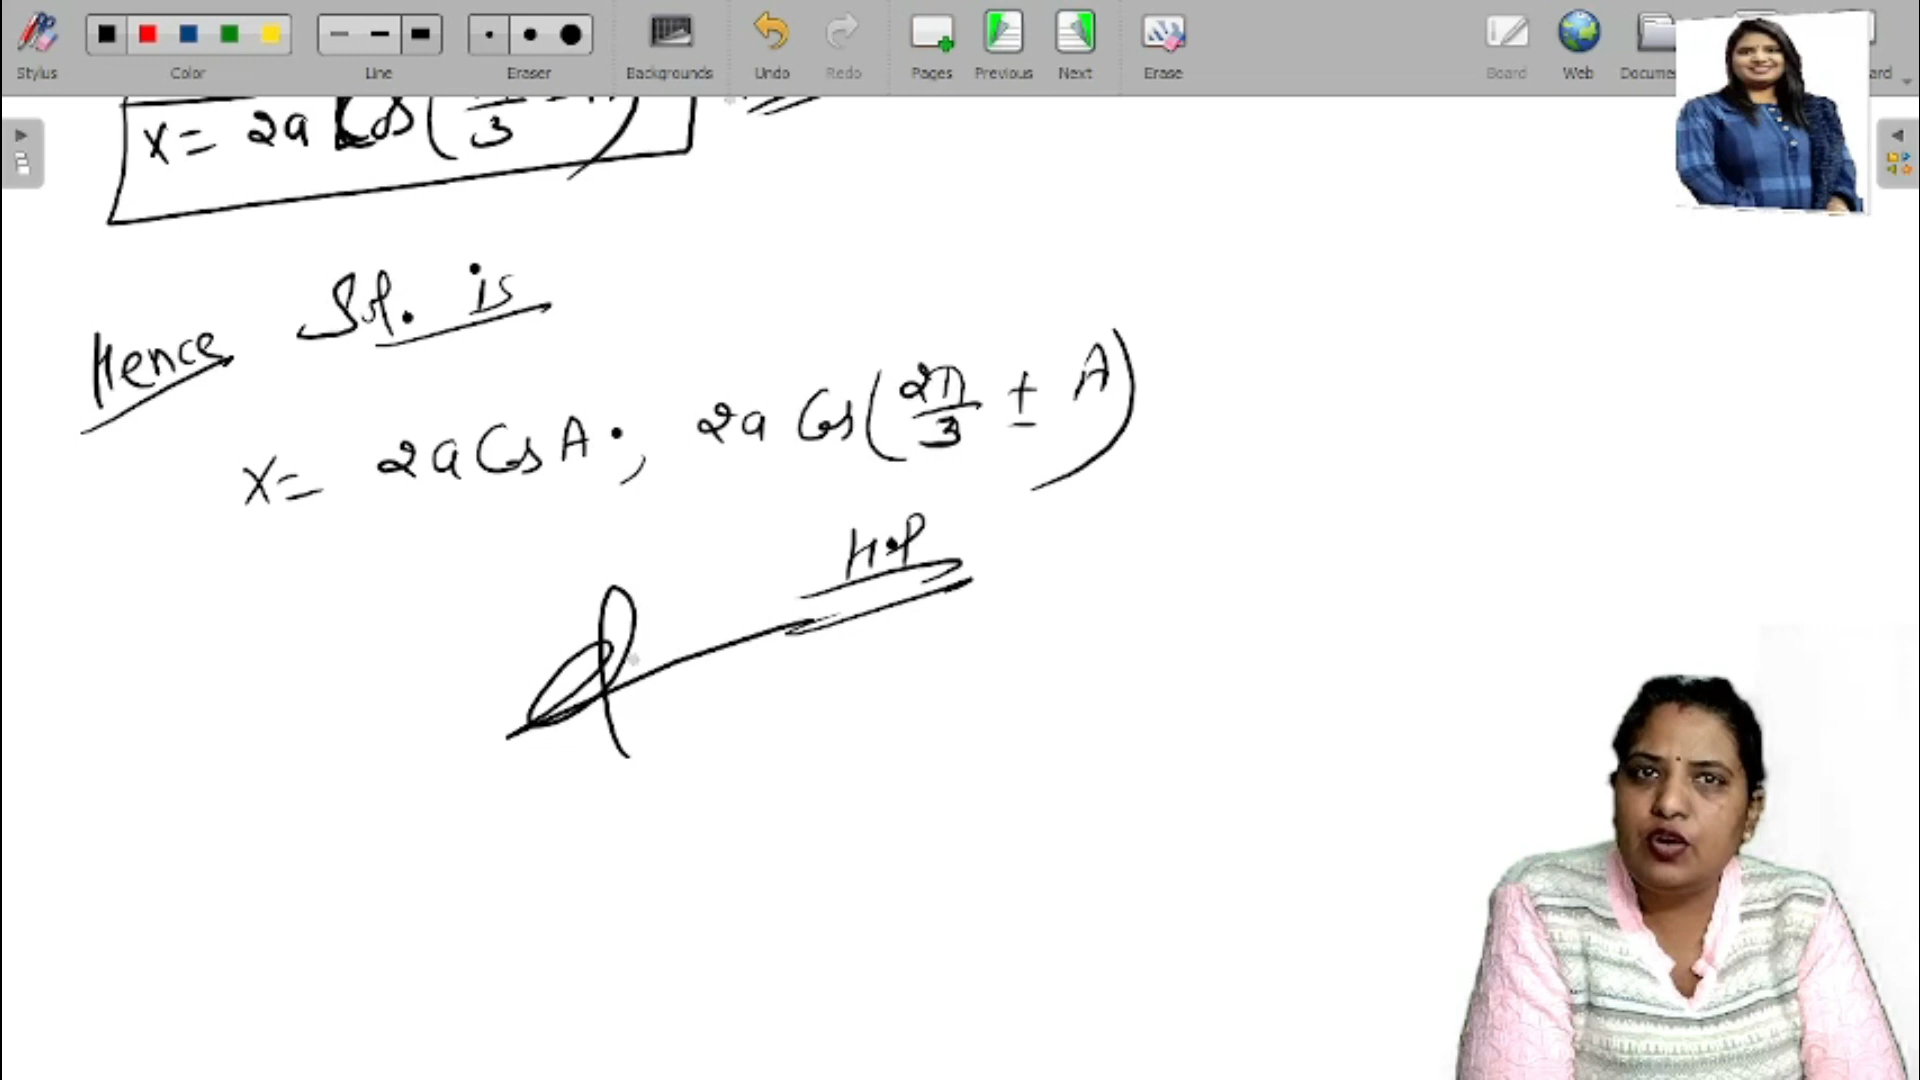 Stylus
Color
Line
Eraser
Backgrounds
Undo
Redo
Pages
Previous
Next
Erase
Board
Web
x = 2a Cos( 3
Hence Sol. is
x = 2a Cos A ; 2a Cos(2π/3 ± A)
H.P